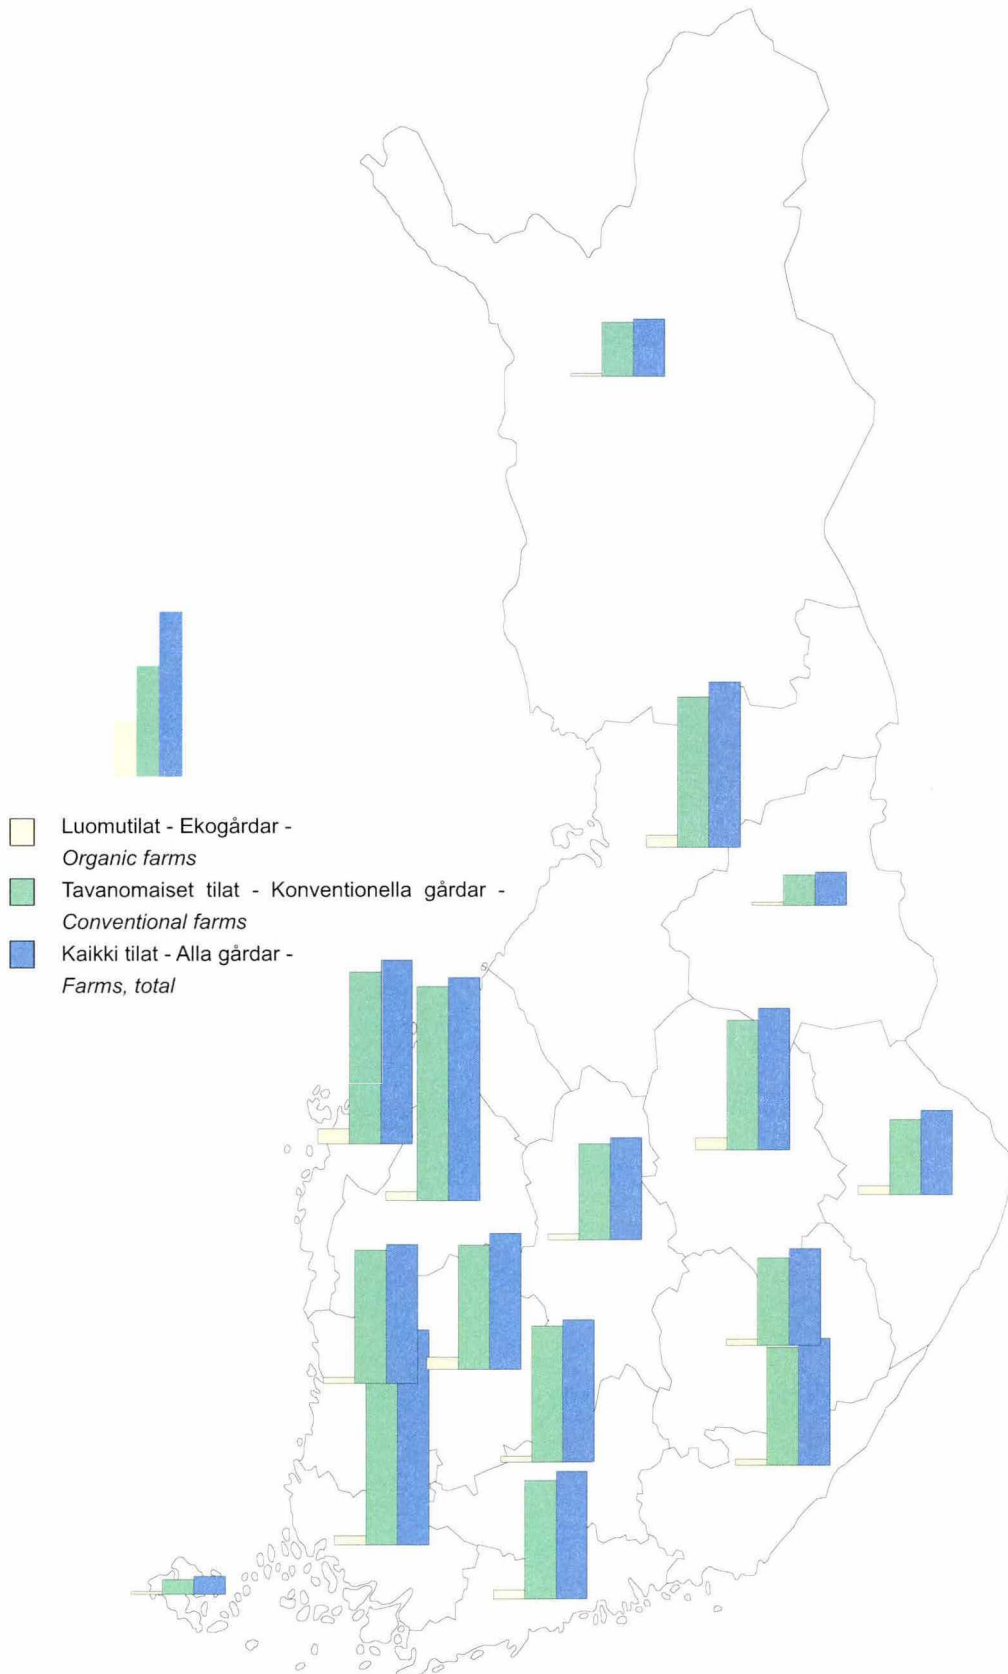 Luomutilat - Ekogårdar -
Organic farms
Tavanomaiset tilat - Konventionella gårdar -
Conventional farms
Kaikki tilat - Alla gårdar -
Farms, total